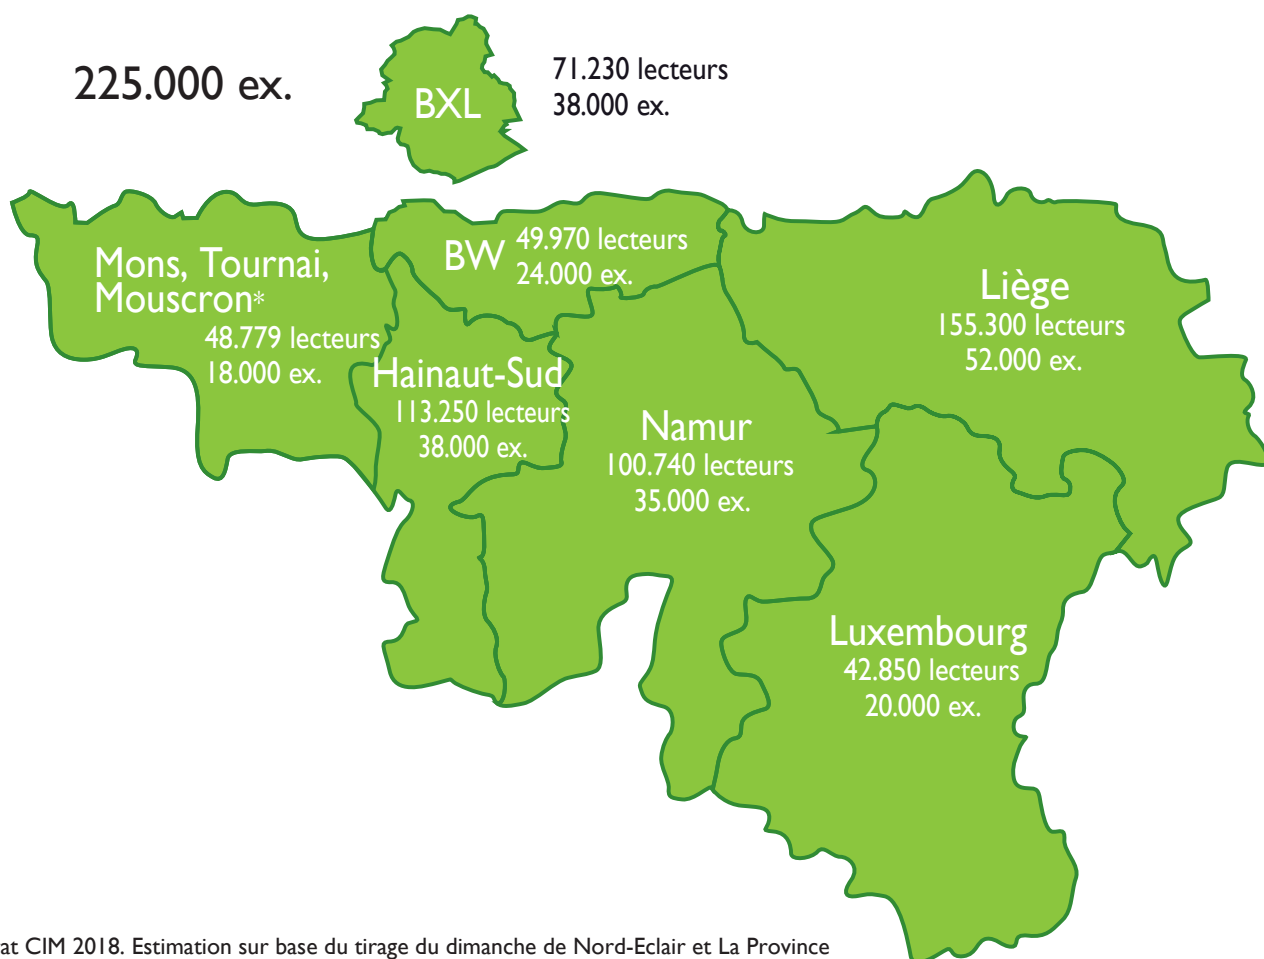 225.000 ex.
BXL
71.230 lecteurs
38.000 ex.
Mons, Tournai,
Mouscron*
48.779 lecteurs
18.000 ex.
BW
49.970 lecteurs
24.000 ex.
Hainaut-Sud
113.250 lecteurs
38.000 ex.
Namur
100.740 lecteurs
35.000 ex.
Liège
155.300 lecteurs
52.000 ex.
Luxembourg
42.850 lecteurs
20.000 ex.
at CIM 2018. Estimation sur base du tirage du dimanche de Nord-Eclair et La Province